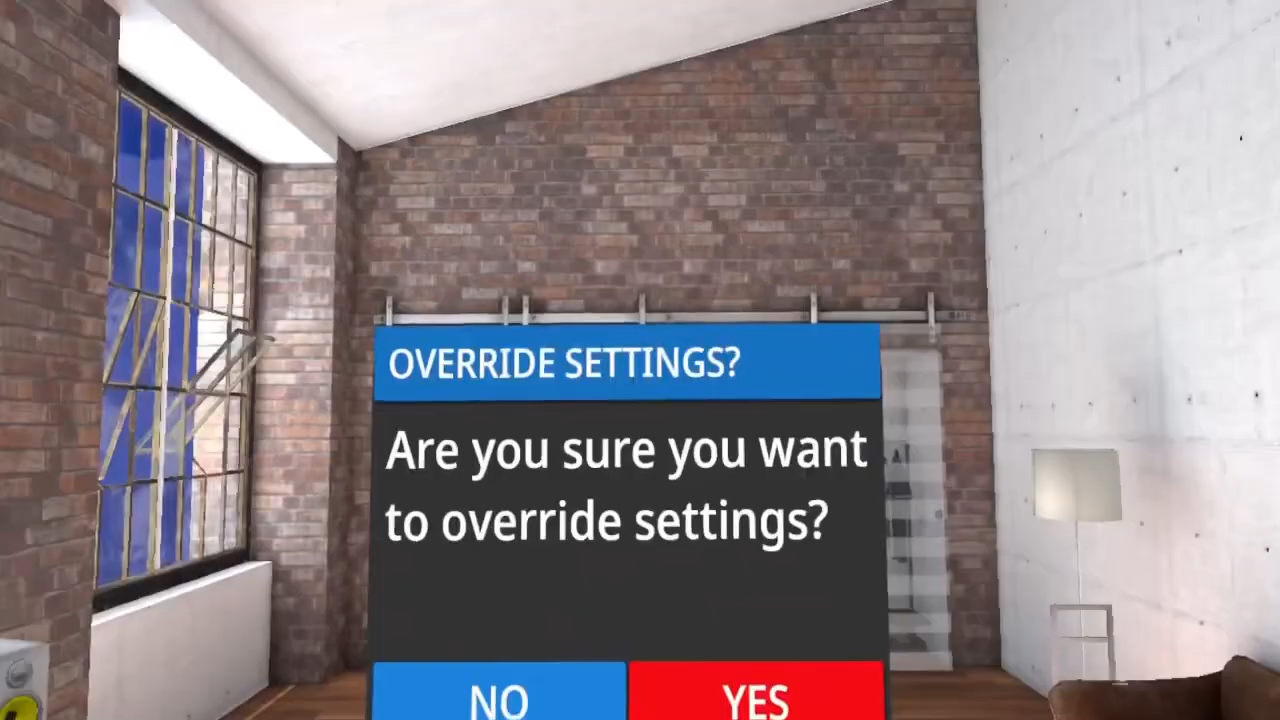 OVERRIDE SETTINGS?
Are you sure you want
to override settings?
NO
YES